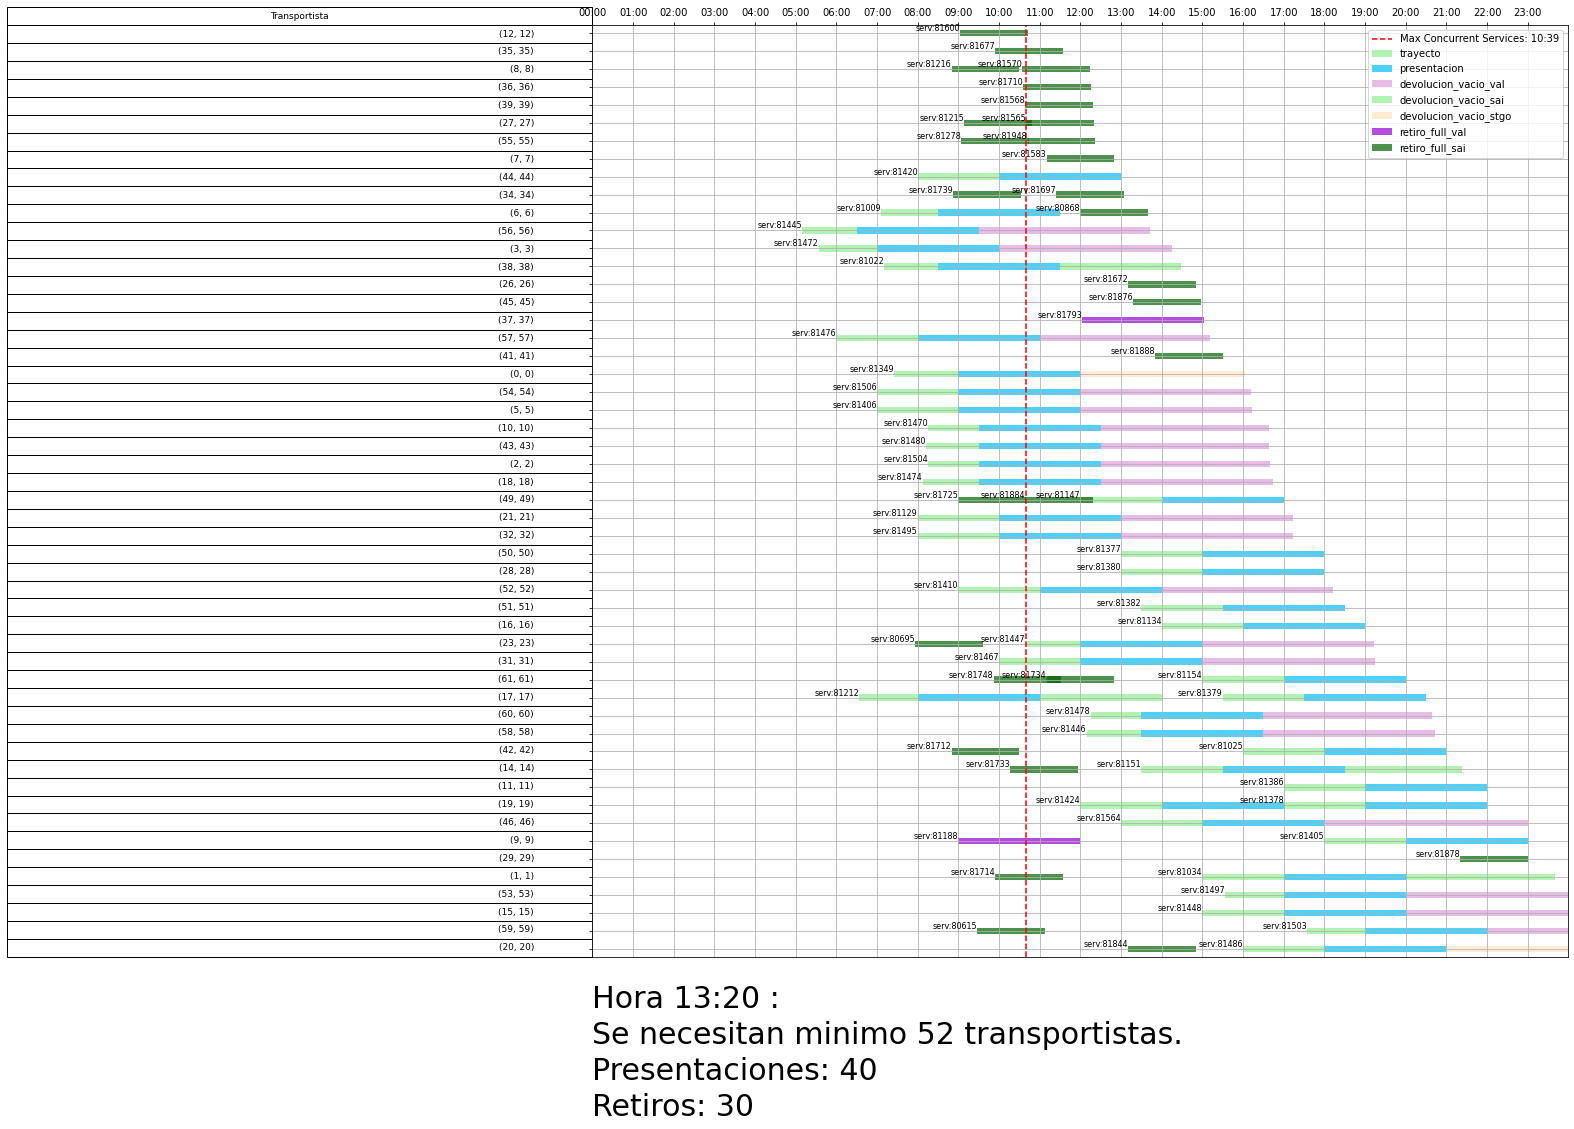 Transportista
00:00 01:00 02:00 03:00 04:00 05:00 06:00 07:00 08:00 09:00 10:00 11:00 12:00 13:00 14:00 15:00 16:00 17:00 18:00 19:00 20:00 21:00 22:00 23:00
Max Concurrent Services: 10:39
trayecto
presentacion
devolucion_vacio_val
devolucion_vacio_sai
devolucion_vacio_stgo
retiro_full_val
retiro_full_sai
(12, 12) serv:81600
(35, 35) serv:81677
(8, 8) serv:81216 serv:81570
(36, 36) serv:81710
(39, 39) serv:81568
(27, 27) serv:81215 serv:81565
(55, 55) serv:81278 serv:81948
(7, 7) serv:81583
(44, 44) serv:81420
(34, 34) serv:81739 serv:81697
(6, 6) serv:81009 serv:80868
(56, 56) serv:81445
(3, 3) serv:81472
(38, 38) serv:81022
(26, 26) serv:81672
(45, 45) serv:81876
(37, 37) serv:81793
(57, 57) serv:81476
(41, 41) serv:81888
(0, 0) serv:81349
(54, 54) serv:81506
(5, 5) serv:81406
(10, 10) serv:81470
(43, 43) serv:81480
(2, 2) serv:81504
(18, 18) serv:81474
(49, 49) serv:81725 serv:81884 serv:81147
(21, 21) serv:81129
(32, 32) serv:81495
(50, 50) serv:81377
(28, 28) serv:81380
(52, 52) serv:81410
(51, 51) serv:81382
(16, 16) serv:81134
(23, 23) serv:80695 serv:81447
(31, 31) serv:81467
(61, 61) serv:81748 serv:81734 serv:81154
(17, 17) serv:81212 serv:81379
(60, 60) serv:81478
(58, 58) serv:81446
(42, 42) serv:81712 serv:81025
(14, 14) serv:81733 serv:81151
(11, 11) serv:81386
(19, 19) serv:81424 serv:81378
(46, 46) serv:81564
(9, 9) serv:81188 serv:81405
(29, 29) serv:81878
(1, 1) serv:81714 serv:81034
(53, 53) serv:81497
(15, 15) serv:81448
(59, 59) serv:80615 serv:81503
(20, 20) serv:81844 serv:81486
Hora 13:20 :
Se necesitan minimo 52 transportistas.
Presentaciones: 40
Retiros: 30